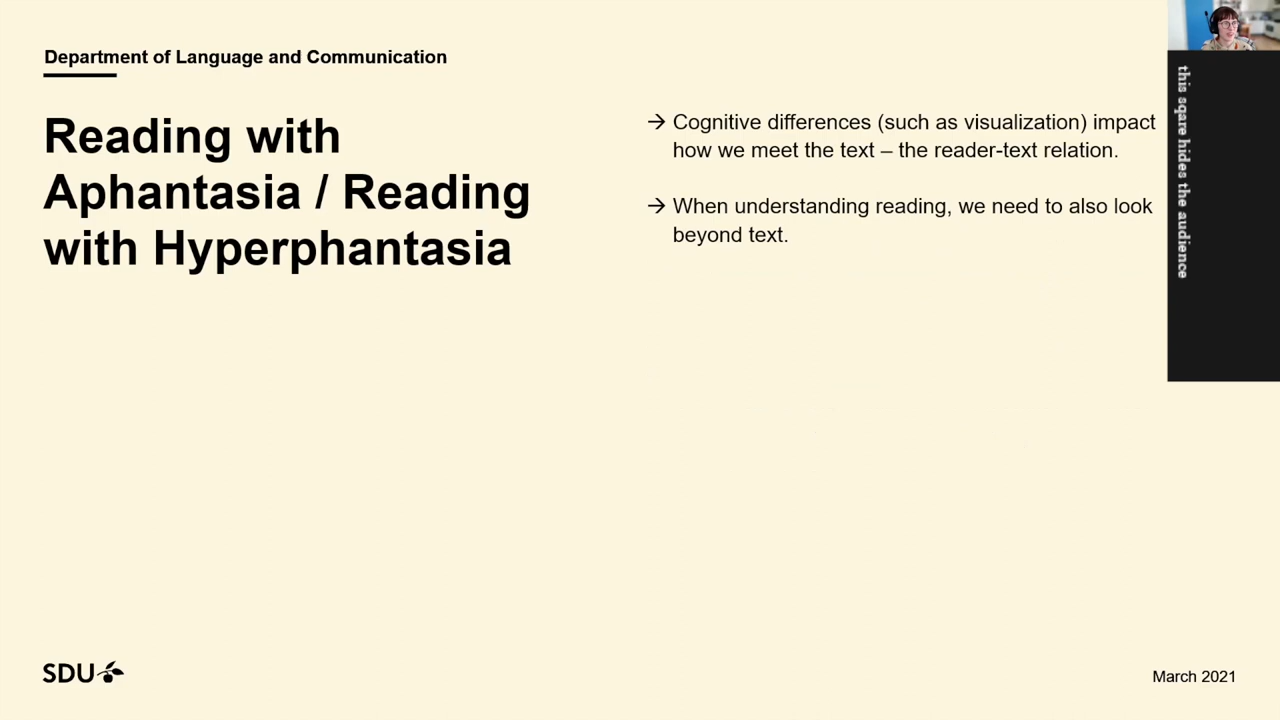 Department of Language and Communication
Reading with
Aphantasia / Reading
with Hyperphantasia
→ Cognitive differences (such as visualization) impact
how we meet the text – the reader-text relation.
→ When understanding reading, we need to also look
beyond text.
this sqare hides the audience
SDU
March 2021